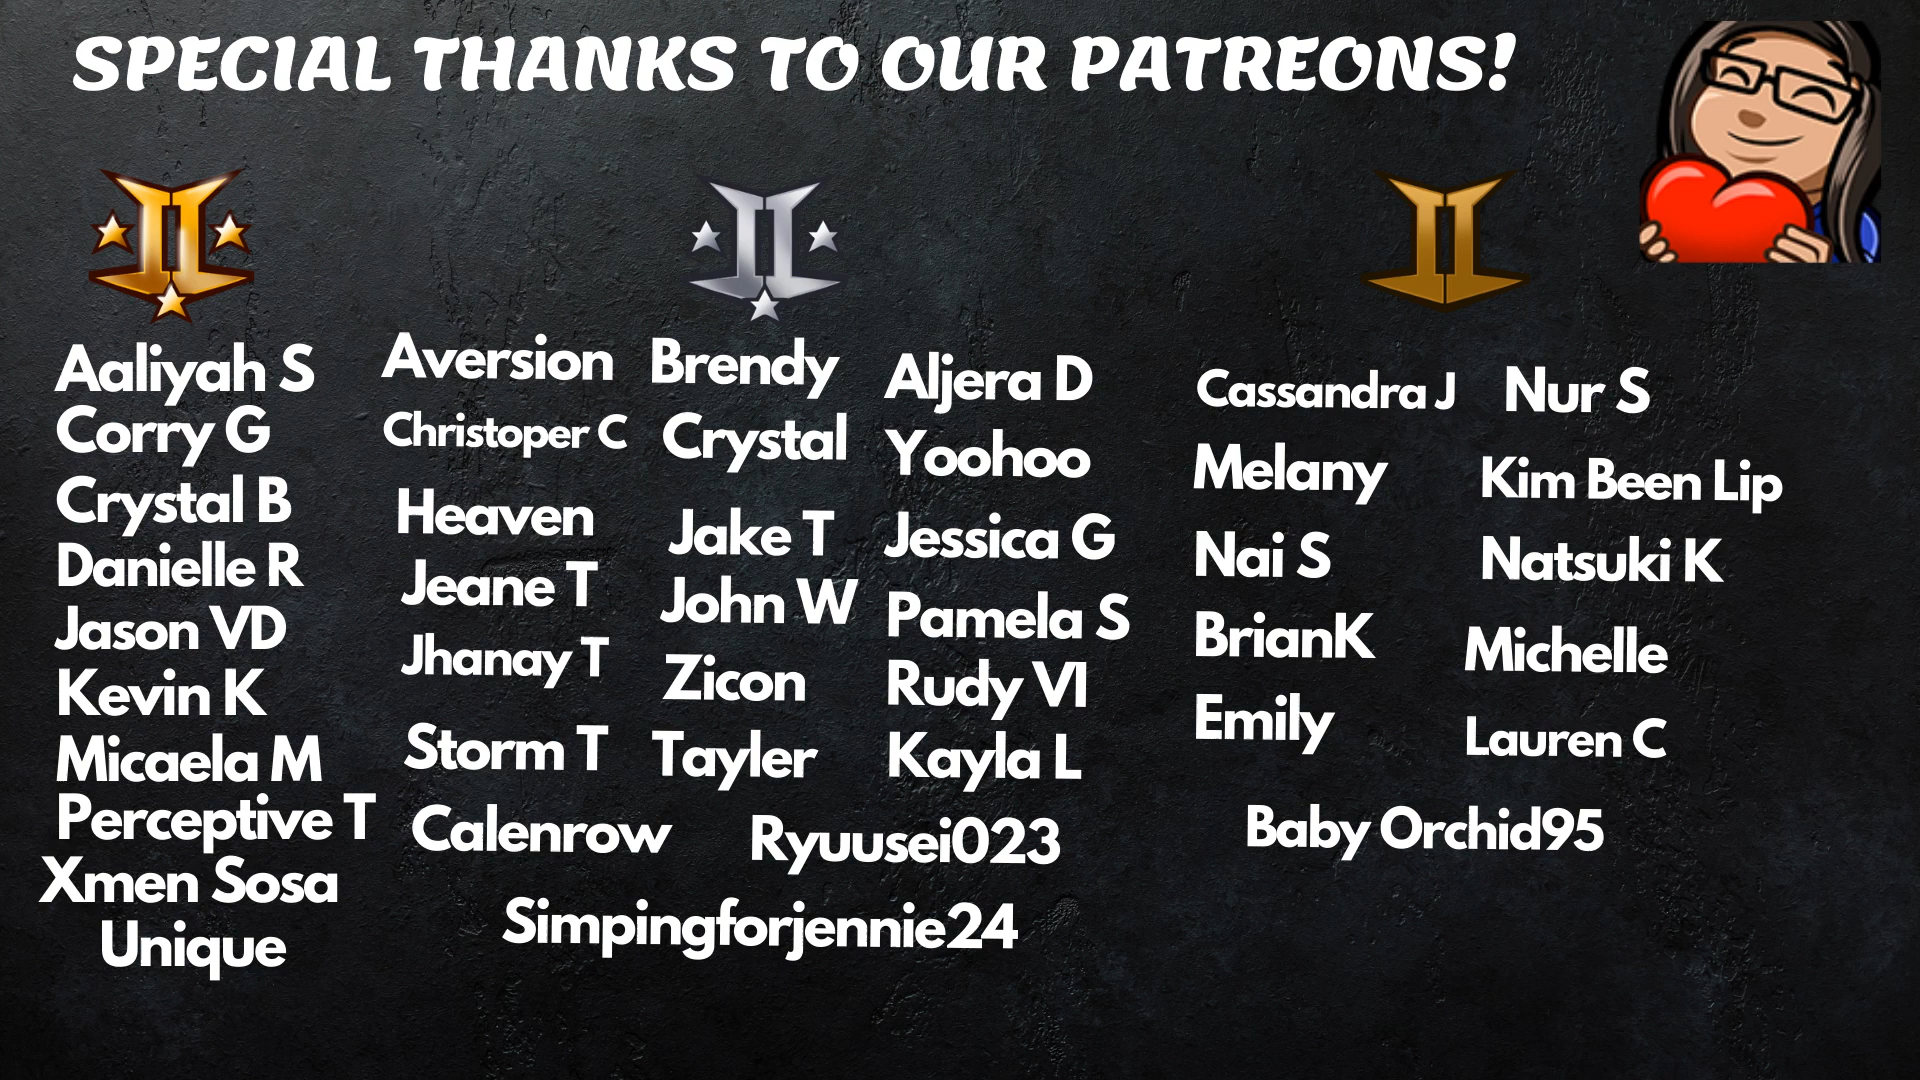 SPECIAL THANKS TO OUR PATREONS!
Aaliyah S
Corry G
Crystal B
Danielle R
Jason VD
Kevin K
Micaela M
Perceptive T
Xmen Sosa
Unique
Aversion
Christoper C
Heaven
Jeane T
Jhanay T
Storm T
Calenrow
Brendy
Crystal
Jake T
John W
Zicon
Tayler
Aljera D
Yoohoo
Jessica G
Pamela S
Rudy VI
Kayla L
Ryuusei023
Simpingforjennie24
Cassandra J
Melany
Nai S
BrianK
Emily
Nur S
Kim Been Lip
Natsuki K
Michelle
Lauren C
Baby Orchid95